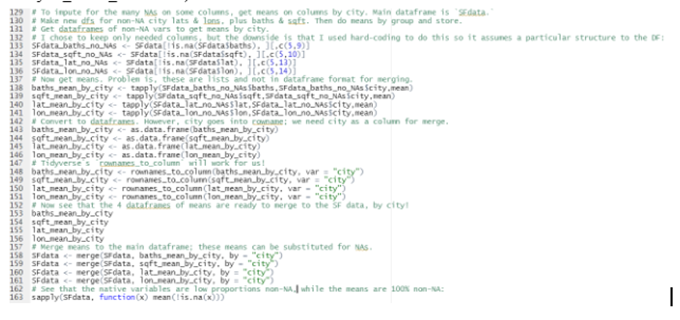 129 # To impute for the many NAs on some columns, get means on columns by city. Main dataframe is `SFdata.`
130 # Make new dfs for non-NA city lats & lons, plus baths & sqft. Then do means by group and store.
131 # Get dataframes of non-NA vars to get means by city.
132 # I chose to keep only needed columns, but the downside is that I used hard-coding to do this so it assumes a particular structure to the DF:
133 SFdata_baths_no_NAs <- SFdata[!is.na(SFdata$baths), ][,c(5,9)]
134 SFdata_sqft_no_NAs <- SFdata[!is.na(SFdata$sqft), ][,c(5,10)]
135 SFdata_lat_no_NAs <- SFdata[!is.na(SFdata$lat), ][,c(5,13)]
136 SFdata_lon_no_NAs <- SFdata[!is.na(SFdata$lon), ][,c(5,14)]
137 # Now get means. Problem is, these are lists and not in dataframe format for merging.
138 baths_mean_by_city <- tapply(SFdata_baths_no_NAs$baths,SFdata_baths_no_NAs$city,mean)
139 sqft_mean_by_city <- tapply(SFdata_sqft_no_NAs$sqft,SFdata_sqft_no_NAs$city,mean)
140 lat_mean_by_city <- tapply(SFdata_lat_no_NAs$lat,SFdata_lat_no_NAs$city,mean)
141 lon_mean_by_city <- tapply(SFdata_lon_no_NAs$lon,SFdata_lon_no_NAs$city,mean)
142 # Convert to dataframes. However, city goes into rowname; we need city as a column for merge.
143 baths_mean_by_city <- as.data.frame(baths_mean_by_city)
144 sqft_mean_by_city <- as.data.frame(sqft_mean_by_city)
145 lat_mean_by_city <- as.data.frame(lat_mean_by_city)
146 lon_mean_by_city <- as.data.frame(lon_mean_by_city)
147 # Tidyverse's `rownames_to_column` will work for us!
148 baths_mean_by_city <- rownames_to_column(baths_mean_by_city, var = "city")
149 sqft_mean_by_city <- rownames_to_column(sqft_mean_by_city, var = "city")
150 lat_mean_by_city <- rownames_to_column(lat_mean_by_city, var = "city")
151 lon_mean_by_city <- rownames_to_column(lon_mean_by_city, var = "city")
152 # Now see that the 4 dataframes of means are ready to merge to the SF data, by city!
153 baths_mean_by_city
154 sqft_mean_by_city
155 lat_mean_by_city
156 lon_mean_by_city
157 # Merge means to the main dataframe; these means can be substituted for NAs.
158 SFdata <- merge(SFdata, baths_mean_by_city, by = "city")
159 SFdata <- merge(SFdata, sqft_mean_by_city, by = "city")
160 SFdata <- merge(SFdata, lat_mean_by_city, by = "city")
161 SFdata <- merge(SFdata, lon_mean_by_city, by = "city")
162 # See that the native variables are low proportions non-NA, while the means are 100% non-NA:
163 sapply(SFdata, function(x) mean(!is.na(x)))